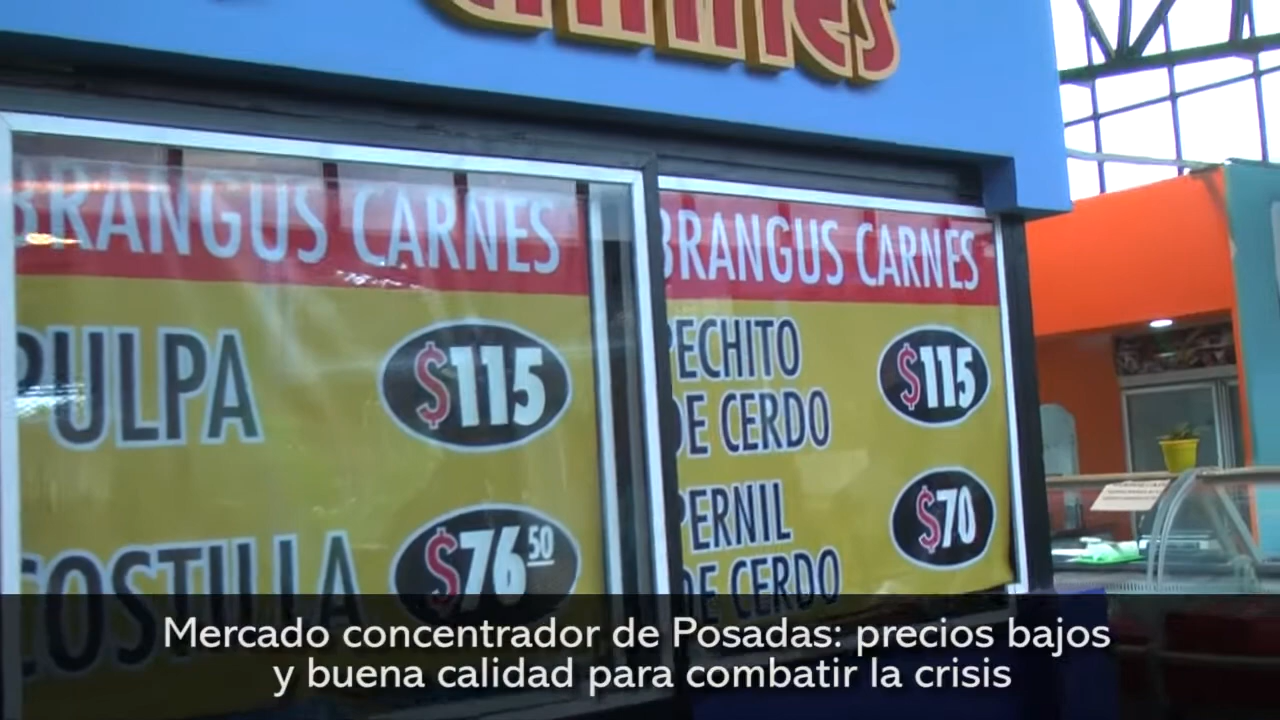 BRANGUS CARNES
PULPA $115
COSTILLA $76 50
BRANGUS CARNES
PECHITO
DE CERDO $115
PERNIL
DE CERDO $70
Mercado concentrador de Posadas: precios bajos
y buena calidad para combatir la crisis